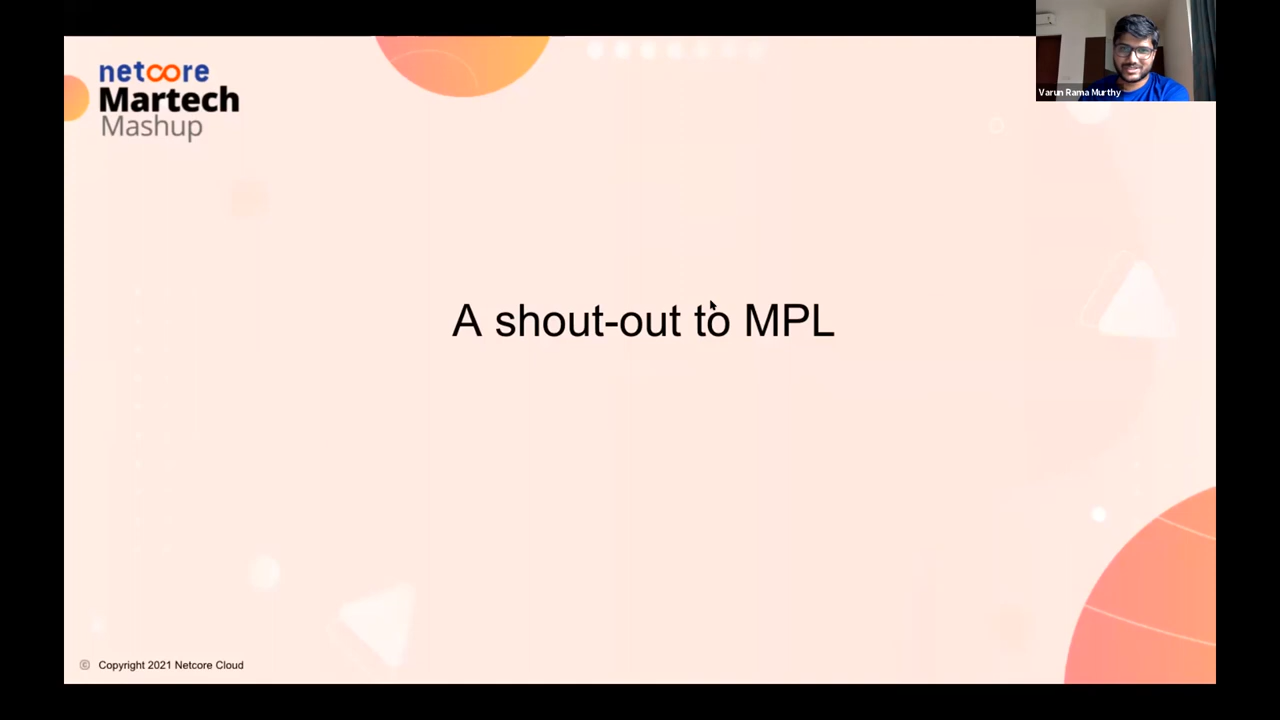 netcore
Martech
Mashup
Varun Rama Murthy
A shout-out to MPL
© Copyright 2021 Netcore Cloud